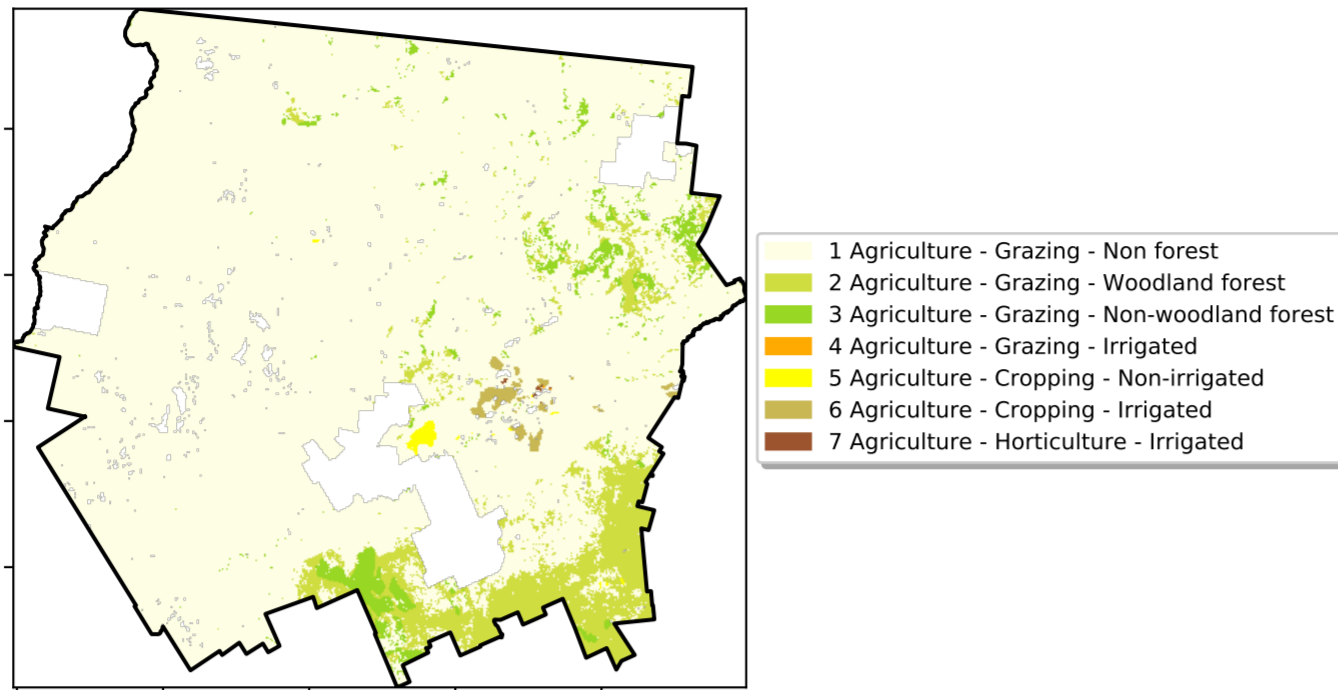 1 Agriculture - Grazing - Non forest
2 Agriculture - Grazing - Woodland forest
3 Agriculture - Grazing - Non-woodland forest
4 Agriculture - Grazing - Irrigated
5 Agriculture - Cropping - Non-irrigated
6 Agriculture - Cropping - Irrigated
7 Agriculture - Horticulture - Irrigated